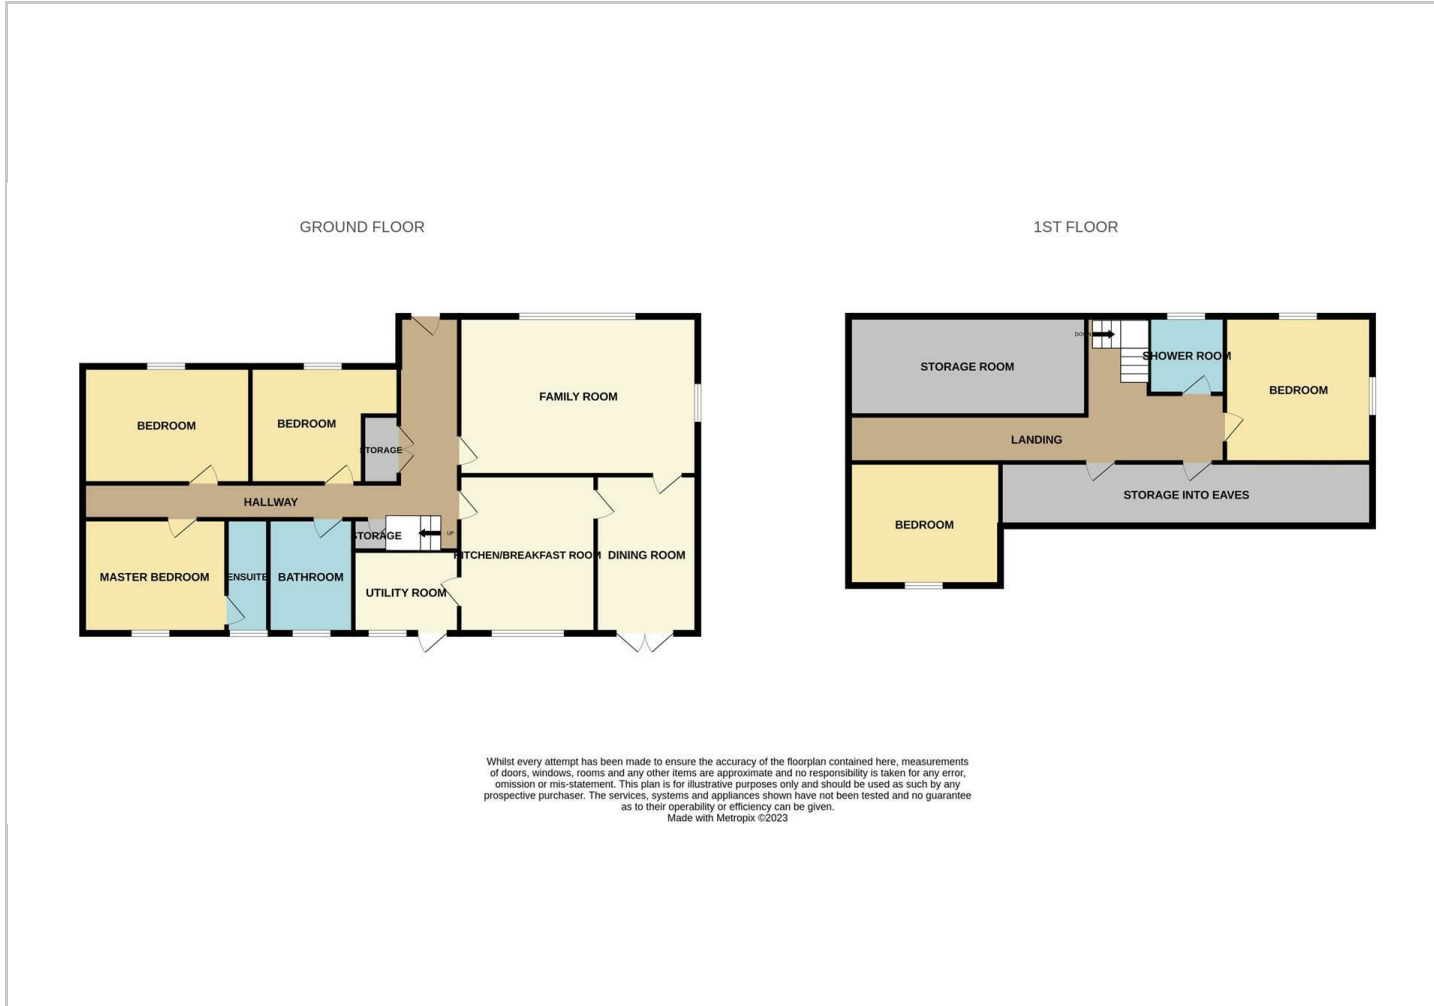 GROUND FLOOR
BEDROOM
BEDROOM
STORAGE
FAMILY ROOM
HALLWAY
MASTER BEDROOM
ENSUITE
BATHROOM
STORAGE
UP
UTILITY ROOM
KITCHEN/BREAKFAST ROOM
DINING ROOM
1ST FLOOR
STORAGE ROOM
DOWN
SHOWER ROOM
BEDROOM
LANDING
BEDROOM
STORAGE INTO EAVES
Whilst every attempt has been made to ensure the accuracy of the floorplan contained here, measurements
of doors, windows, rooms and any other items are approximate and no responsibility is taken for any error,
omission or mis-statement. This plan is for illustrative purposes only and should be used as such by any
prospective purchaser. The services, systems and appliances shown have not been tested and no guarantee
as to their operability or efficiency can be given.
Made with Metropix ©2023